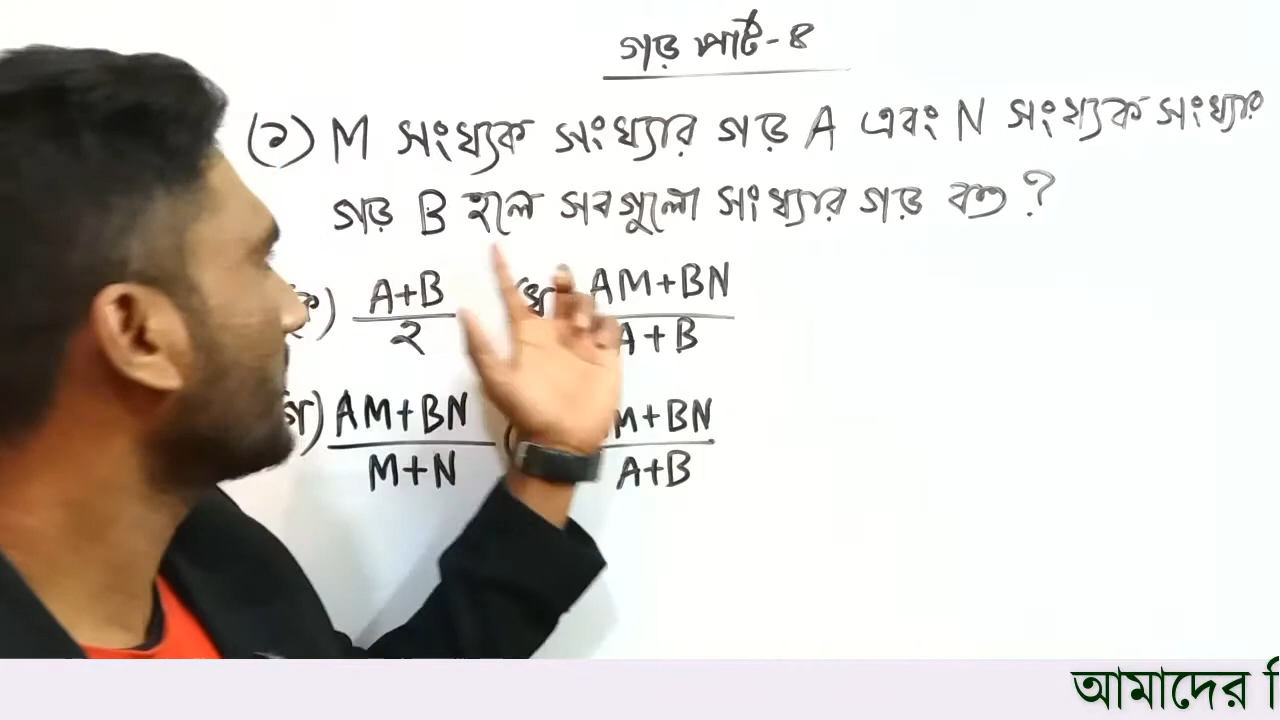 গড় পার্ট-৪
(১) M সংখ্যক সংখ্যার গড় A এবং N সংখ্যক সংখ্যার
গড় B হলে সবগুলো সংখ্যার গড় কত ?
ক) A+B / ২ (খ AM+BN / A+B
গ) AM+BN / M+N M+BN / A+B
আমাদের